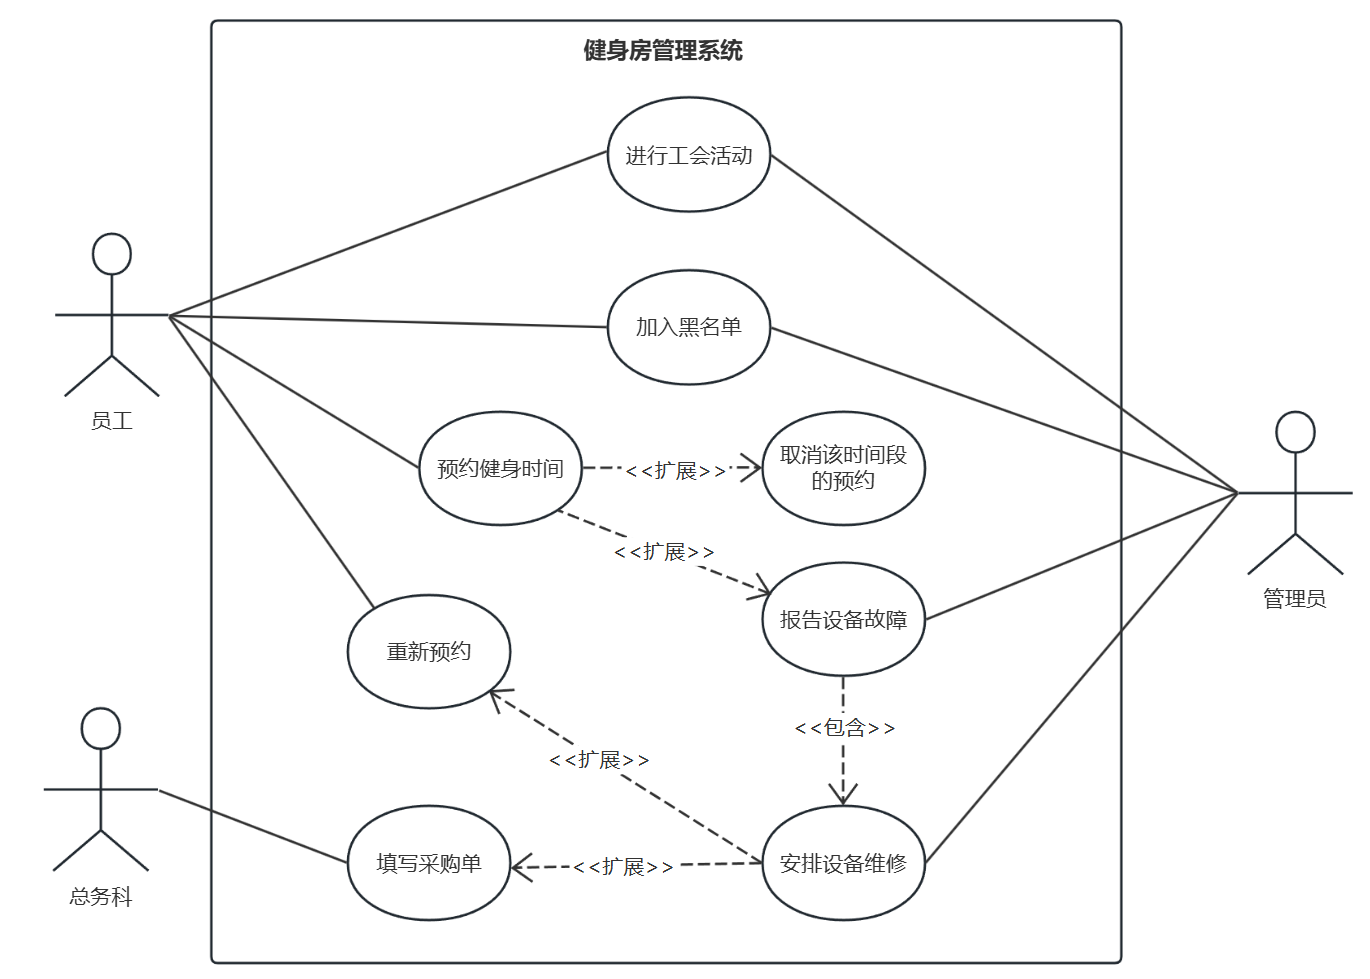 健身房管理系统
进行工会活动
加入黑名单
员工
预约健身时间
<<扩展>>
取消该时间段
的预约
<<扩展>>
报告设备故障
管理员
重新预约
<<包含>>
<<扩展>>
填写采购单
<<扩展>>
安排设备维修
总务科